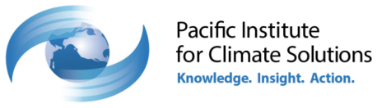 Pacific Institute
for Climate Solutions
Knowledge. Insight. Action.